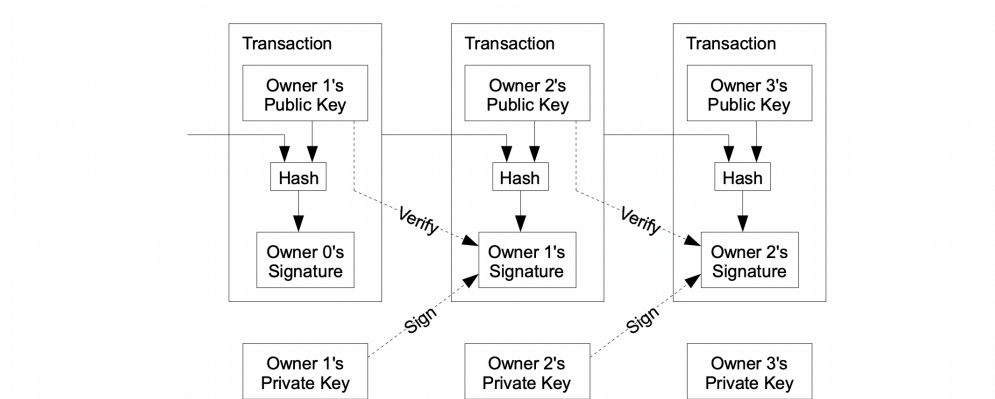 Transaction
Owner 1's
Public Key
Hash
Owner 0's
Signature
Transaction
Owner 2's
Public Key
Hash
Verify
Owner 1's
Signature
Transaction
Owner 3's
Public Key
Hash
Verify
Owner 2's
Signature
Sign
Sign
Owner 1's
Private Key
Owner 2's
Private Key
Owner 3's
Private Key